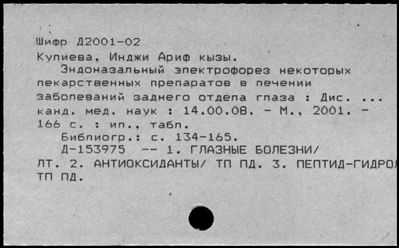 Шифр Д2001-02
Кулиева, Инджи Ариф кызы.
Эндоназальный электрофорез некоторых
лекарственных препаратов в лечении
заболеваний заднего отдела глаза : Дис. ...
канд. мед. наук : 14.00.08. - М., 2001. -
166 с. : ил., табл.
Библиогр.: с. 134-165.
Д-153975 -- 1. ГЛАЗНЫЕ БОЛЕЗНИ/
ЛТ. 2. АНТИОКСИДАНТЫ/ ТП ПД. 3. ПЕПТИД-ГИДРОЛ
ТП ПД.